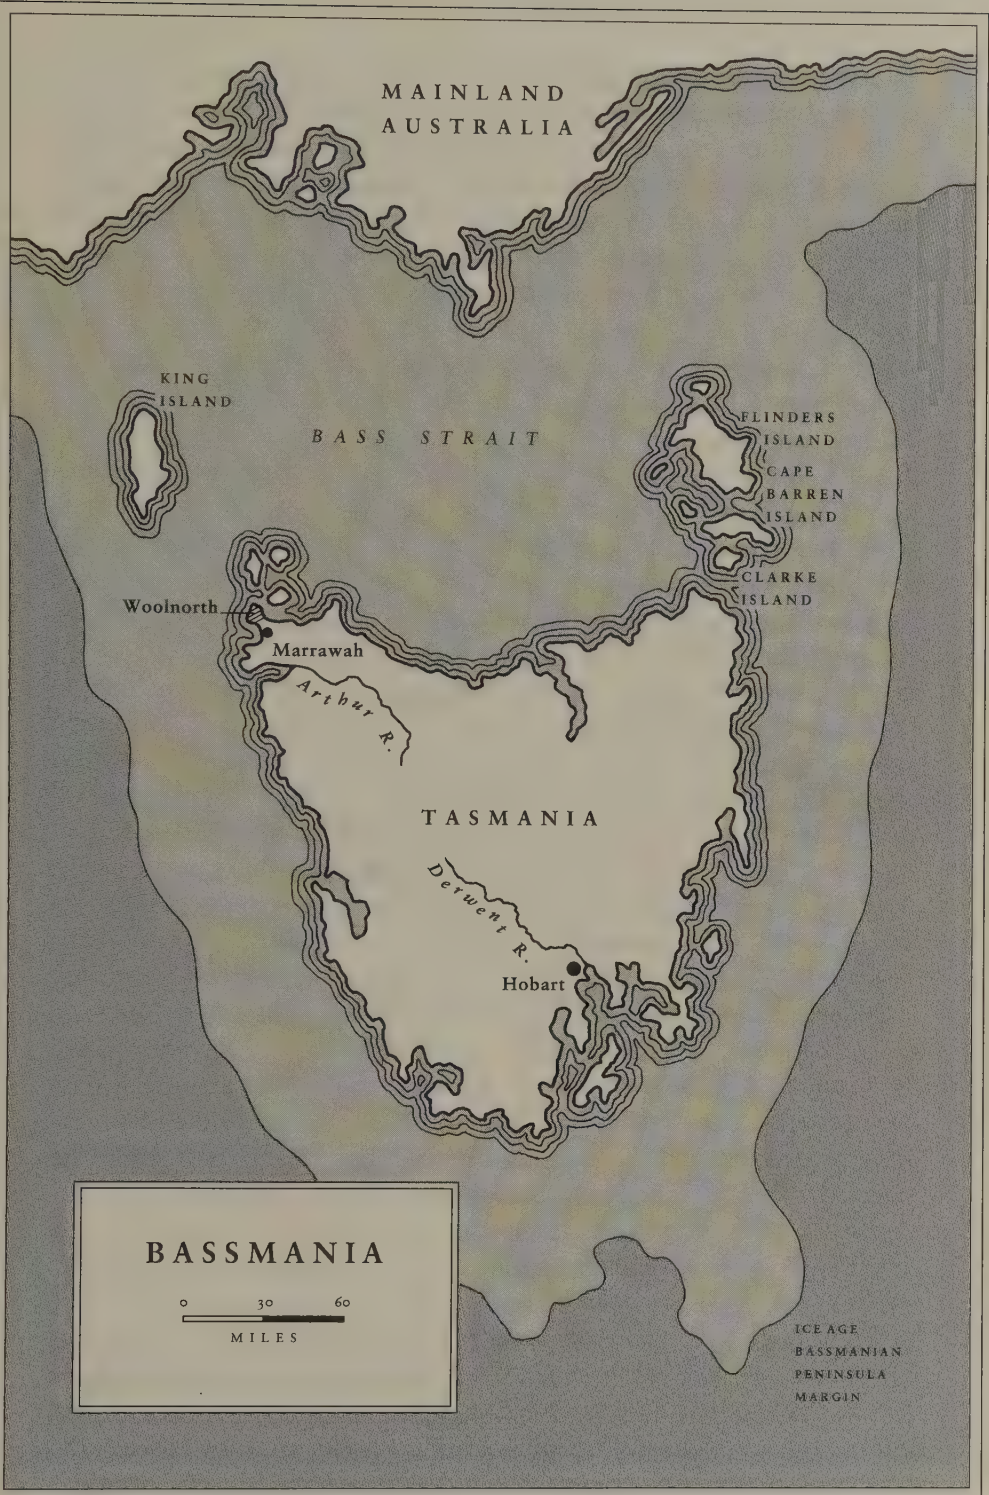 MAINLAND
AUSTRALIA
KING
ISLAND
BASS STRAIT
FLINDERS
ISLAND
CAPE
BARREN
ISLAND
CLARKE
ISLAND
Woolnorth
Marrawah
Arthur R.
TASMANIA
Derwent R.
Hobart
BASSMANIA
0 30 60
MILES
ICE AGE
BASSMANIAN
PENINSULA
MARGIN